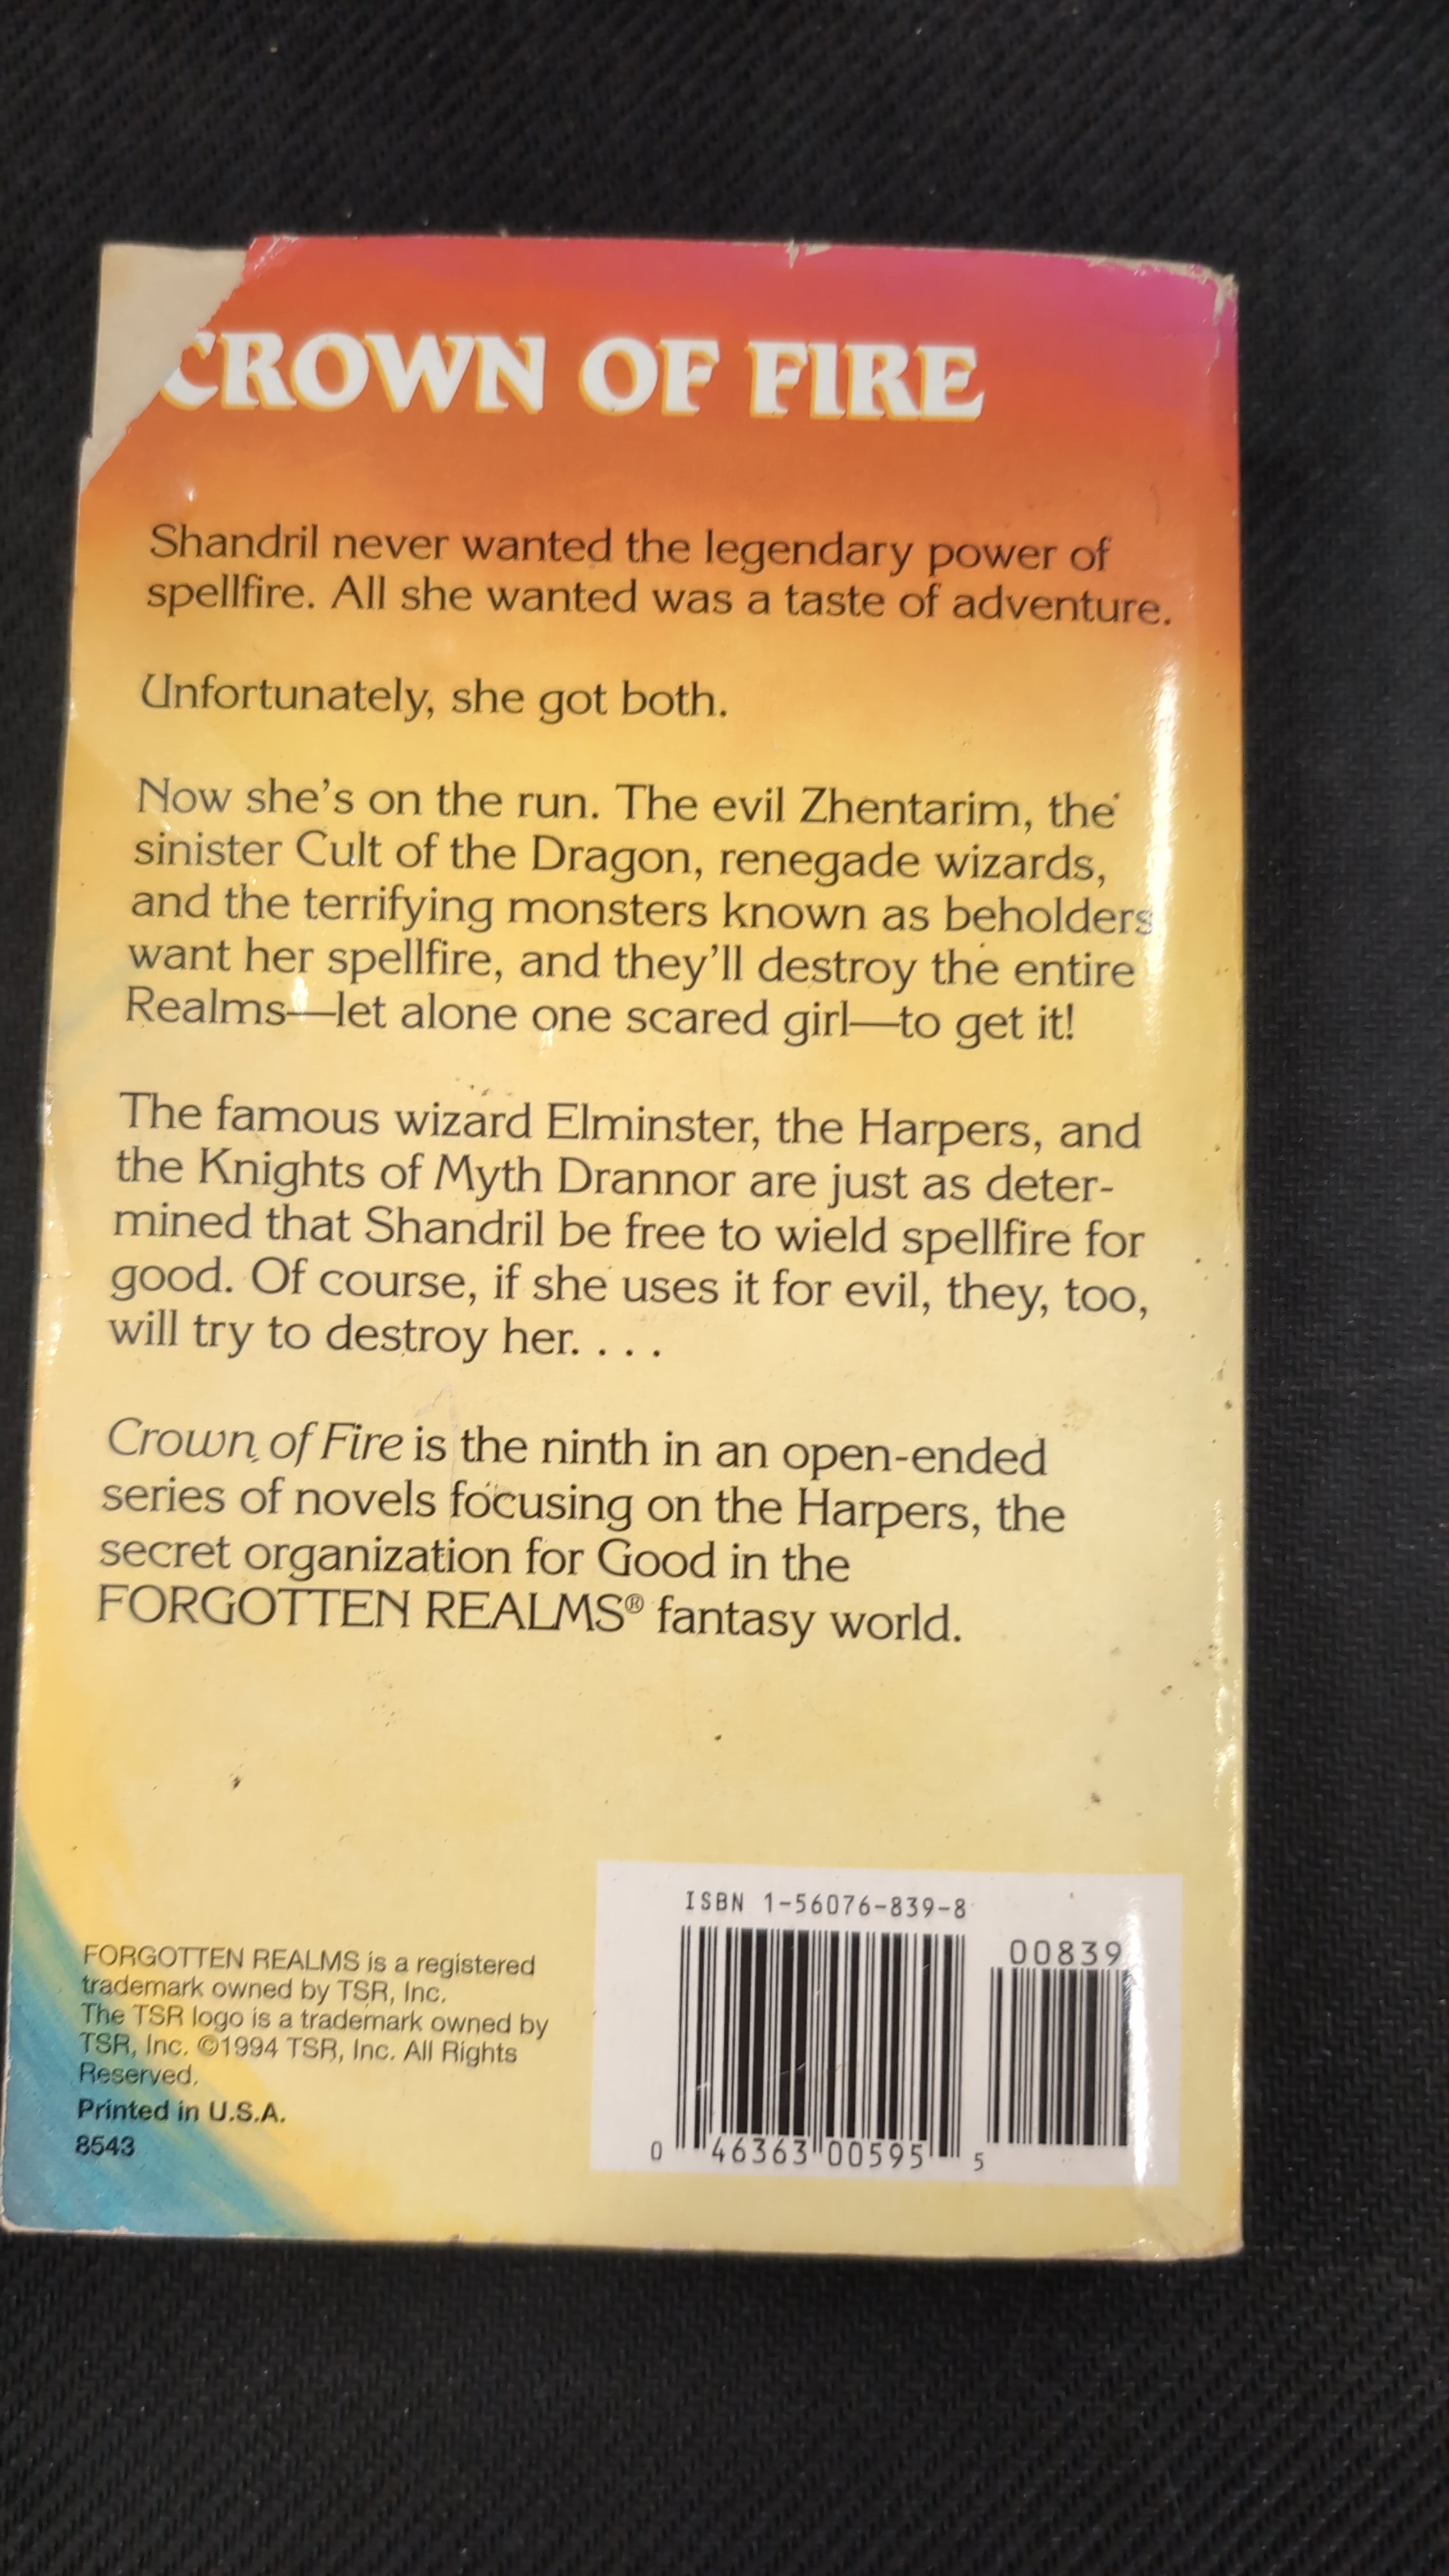 CROWN OF FIRE
Shandril never wanted the legendary power of
spellfire. All she wanted was a taste of adventure.
Unfortunately, she got both.
Now she's on the run. The evil Zhentarim, the
sinister Cult of the Dragon, renegade wizards,
and the terrifying monsters known as beholders
want her spellfire, and they'll destroy the entire
Realms—let alone one scared girl—to get it!
The famous wizard Elminster, the Harpers, and
the Knights of Myth Drannor are just as deter-
mined that Shandril be free to wield spellfire for
good. Of course, if she uses it for evil, they, too,
will try to destroy her. . . .
Crown of Fire is the ninth in an open-ended
series of novels focusing on the Harpers, the
secret organization for Good in the
FORGOTTEN REALMS® fantasy world.
FORGOTTEN REALMS is a registered
trademark owned by TSR, Inc.
The TSR logo is a trademark owned by
TSR, Inc. ©1994 TSR, Inc. All Rights
Reserved.
Printed in U.S.A.
8543
ISBN 1-56076-839-8
00839
0 46363 00595 5